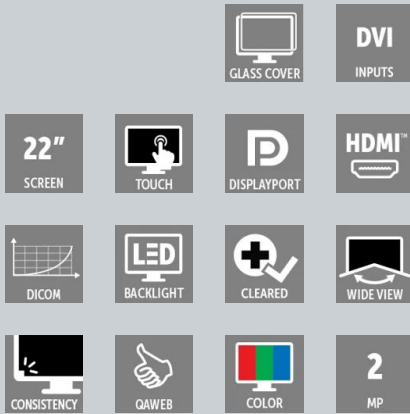 GLASS COVER
DVI
INPUTS
22"
SCREEN
TOUCH
DISPLAYPORT
HDMI™
DICOM
LED
BACKLIGHT
CLEARED
WIDE VIEW
CONSISTENCY
QAWEB
COLOR
2
MP